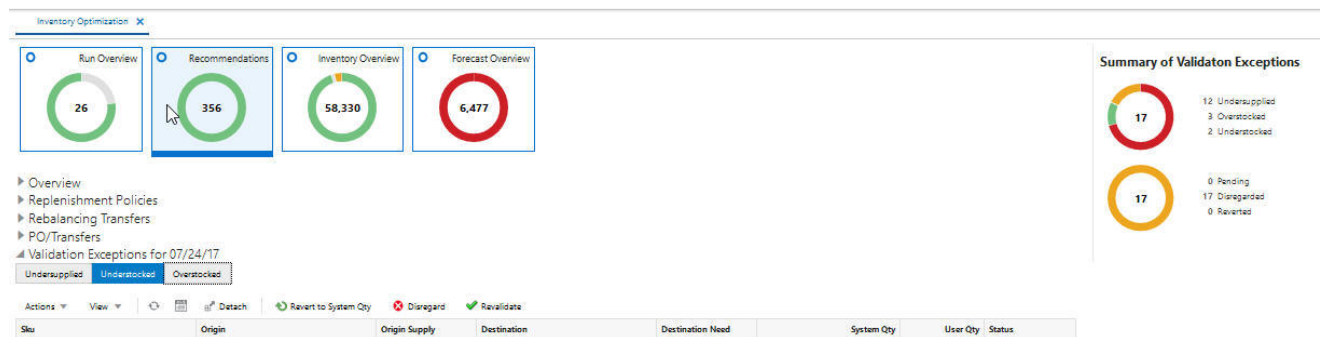 Inventory Optimization
Run Overview
26
Recommendations
356
Inventory Overview
58,330
Forecast Overview
6,477
Overview
Replenishment Policies
Rebalancing Transfers
PO/Transfers
Validation Exceptions for 07/24/17
Undersupplied Understocked Overstocked
Actions View Detach Revert to System Qty Disregard Revalidate
Sku Origin Origin Supply Destination Destination Need System Qty User Qty Status
Summary of Validaton Exceptions
17
12 Undersupplied
3 Overstocked
2 Understocked
17
0 Pending
17 Disregarded
0 Reverted